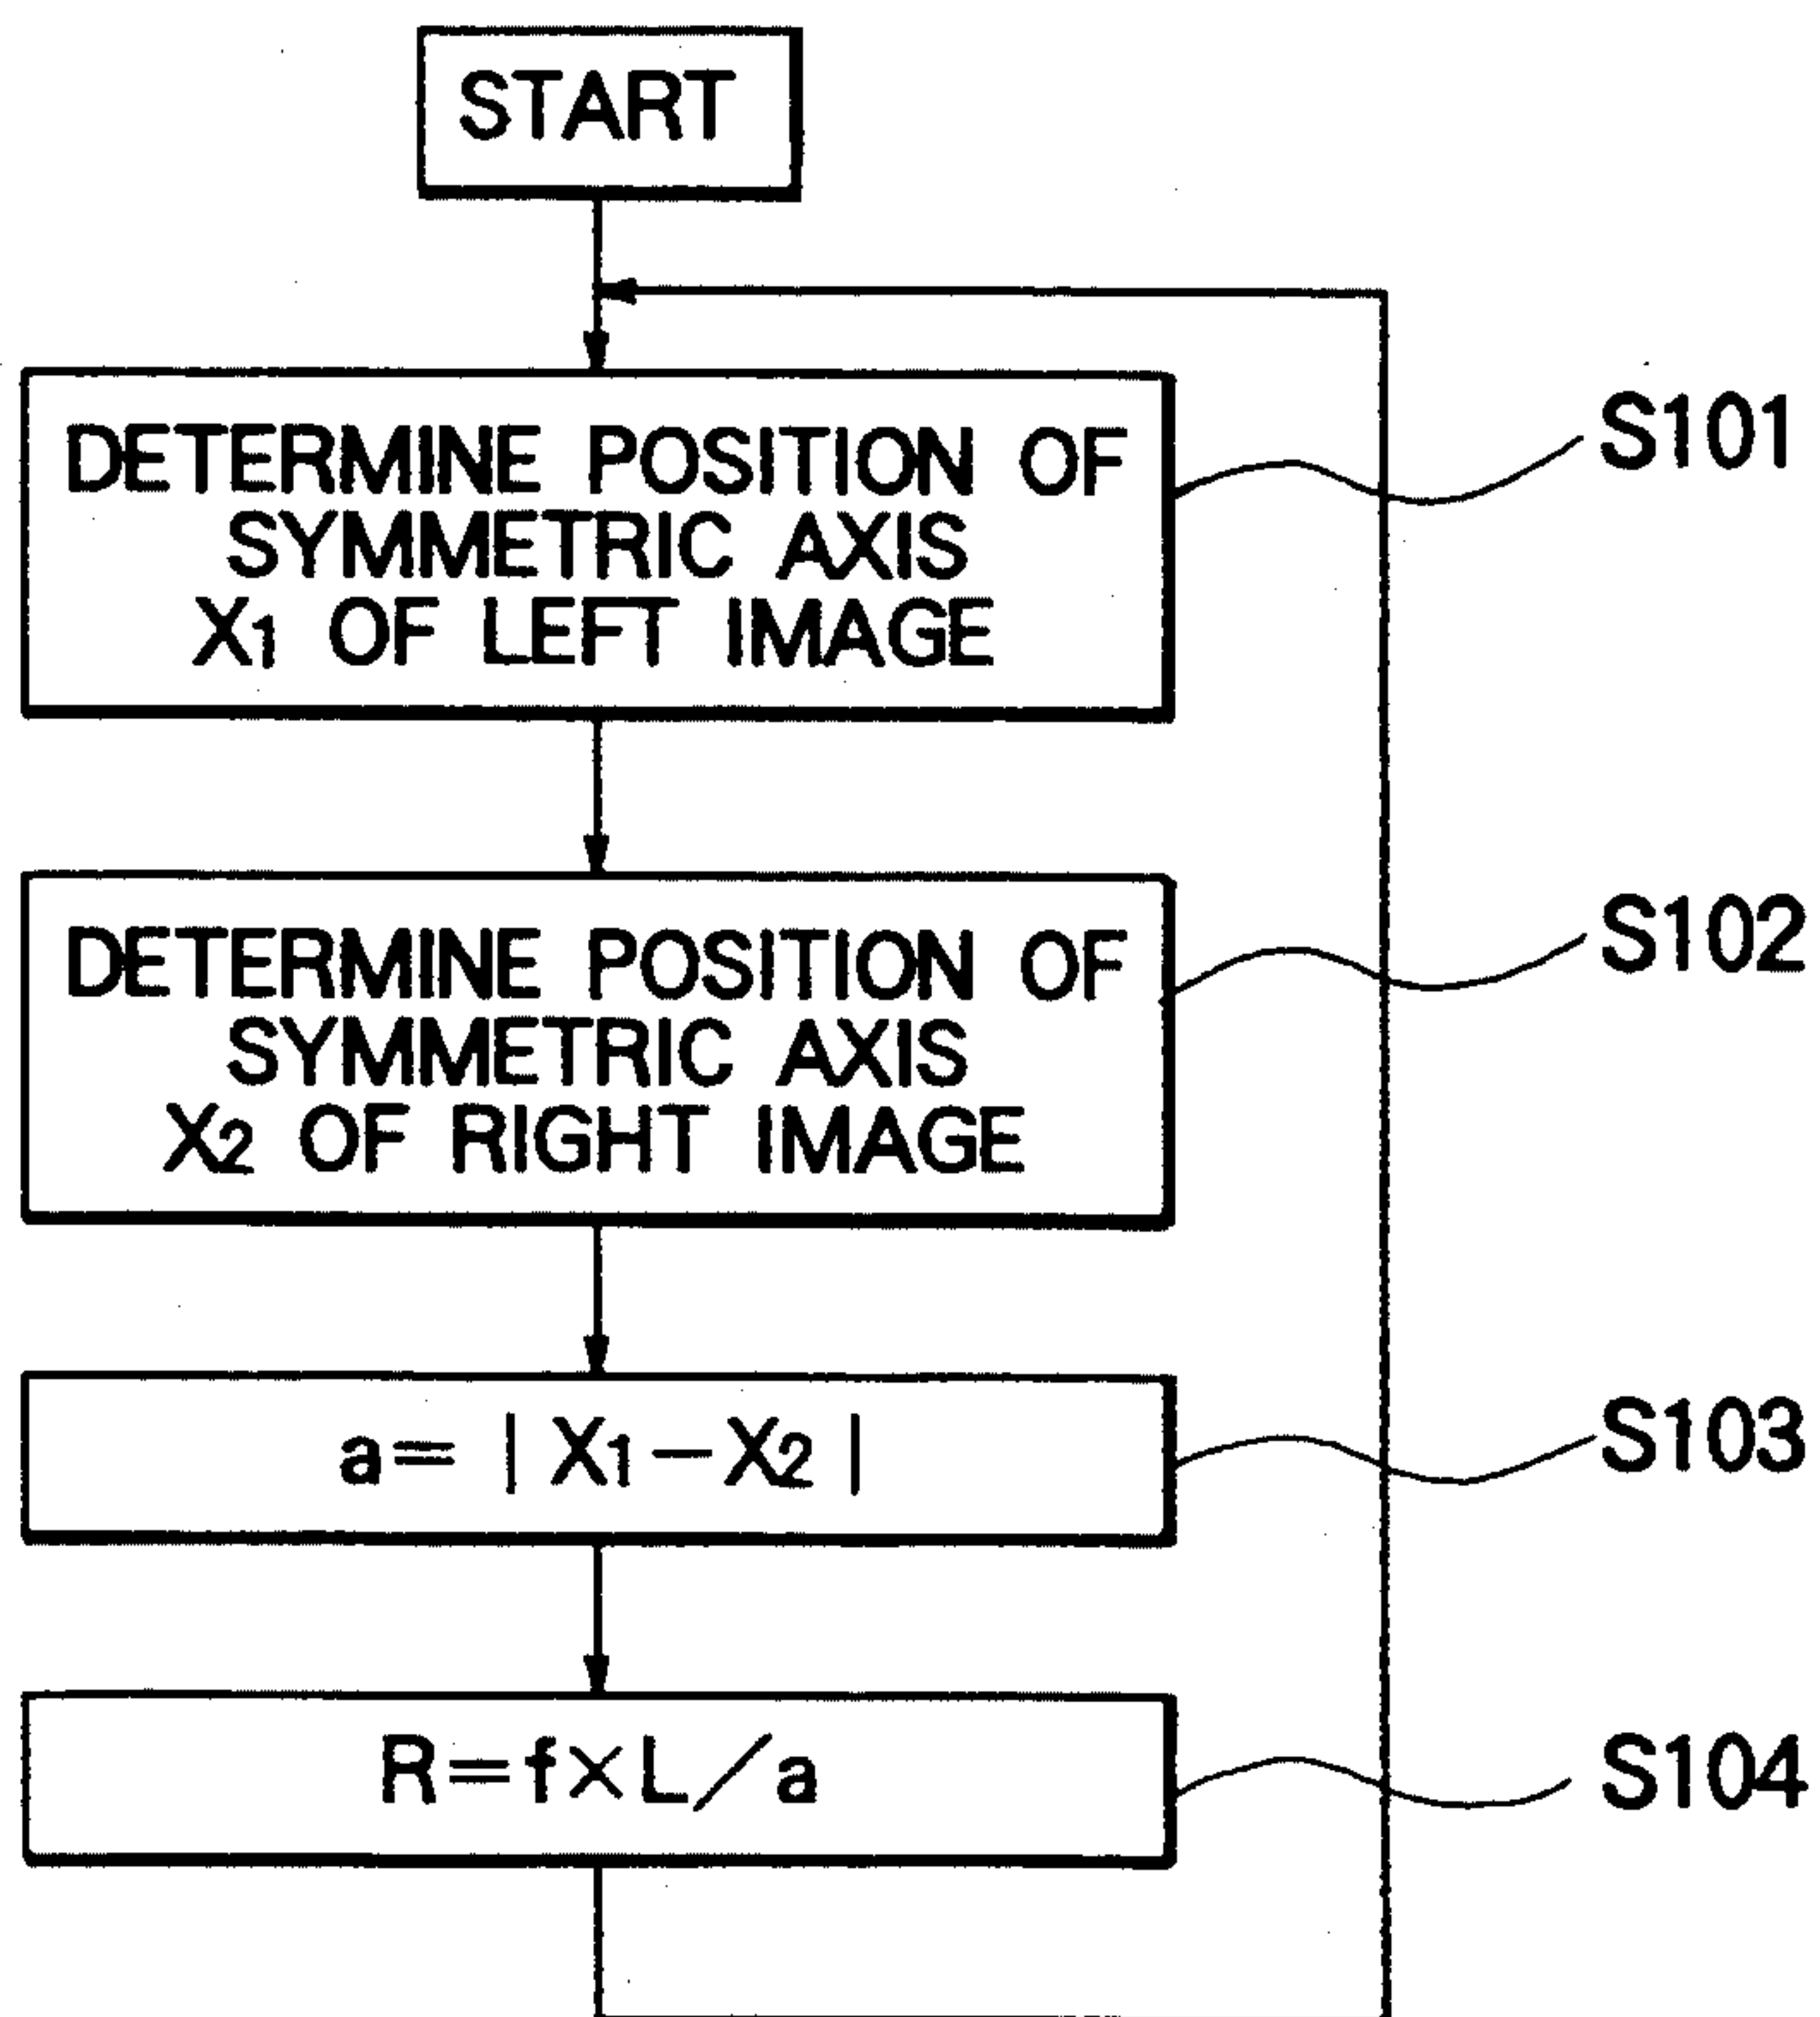 START
DETERMINE POSITION OF
SYMMETRIC AXIS
X1 OF LEFT IMAGE
S101
DETERMINE POSITION OF
SYMMETRIC AXIS
X2 OF RIGHT IMAGE
S102
a=|X1-X2|
S103
R=f×L/a
S104